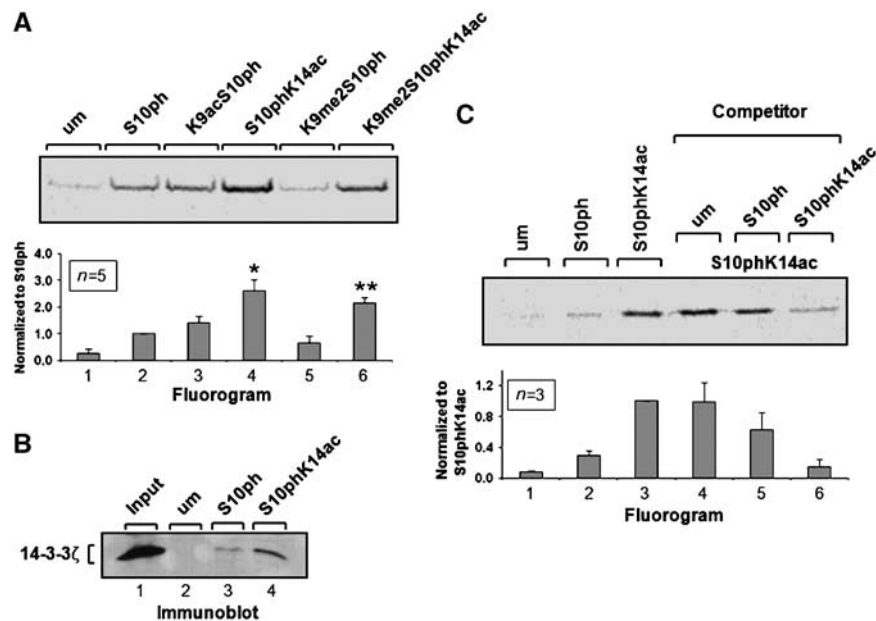 A
um
S10ph
K9acS10ph
S10phK14ac
K9me2S10ph
K9me2S10phK14ac
Normalized to S10ph
4.0
3.0
2.0
1.0
0.0
n=5
*
**
1 2 3 4 5 6
Fluorogram
B
Input
um
S10ph
S10phK14ac
14-3-3ζ
1 2 3 4
Immunoblot
C
Competitor
um
S10ph
S10phK14ac
um
S10ph
S10phK14ac
S10phK14ac
Normalized to
S10phK14ac
1.2
0.8
0.4
0.0
n=3
1 2 3 4 5 6
Fluorogram